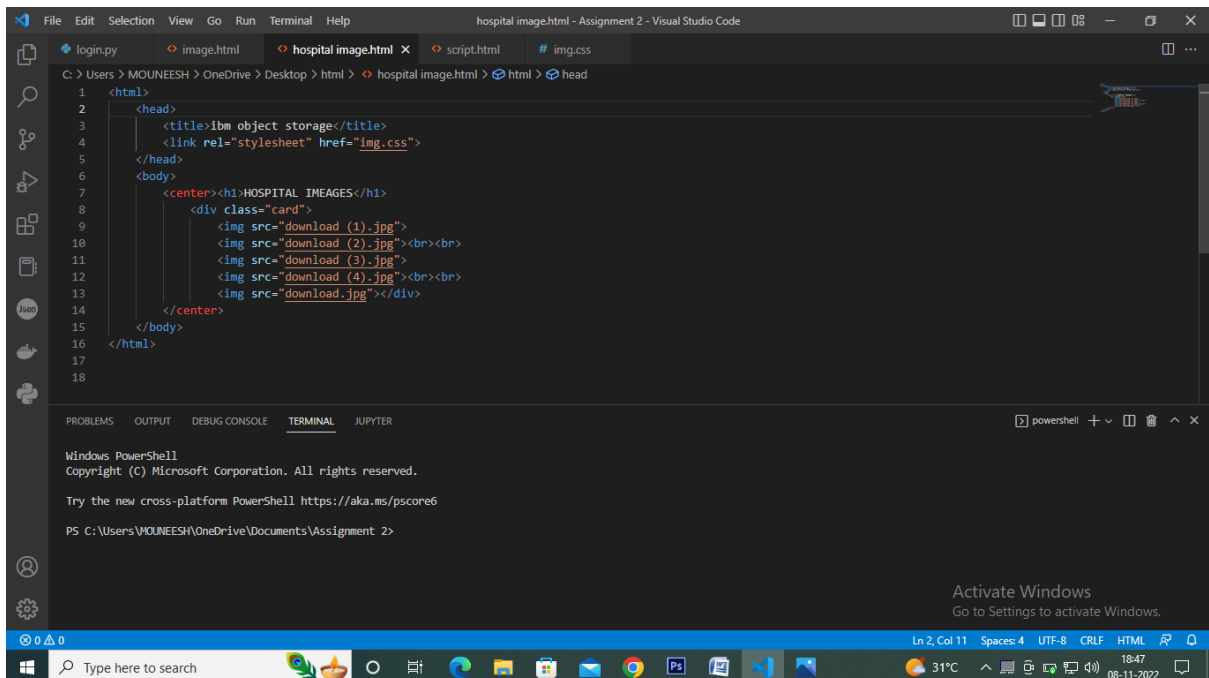 File Edit Selection View Go Run Terminal Help hospital image.html - Assignment 2 - Visual Studio Code
login.py image.html hospital image.html script.html # img.css
C: > Users > MOUNEESH > OneDrive > Desktop > html > hospital image.html > html > head
1 <html>
2 <head>
3 <title>ibm object storage</title>
4 <link rel="stylesheet" href="img.css">
5 </head>
6 <body>
7 <center><h1>HOSPITAL IMEAGES</h1>
8 <div class="card">
9 <img src="download (1).jpg">
10 <img src="download (2).jpg"><br><br>
11 <img src="download (3).jpg">
12 <img src="download (4).jpg"><br><br>
13 <img src="download.jpg"></div>
14 </center>
15 </body>
16 </html>
17
18
Json
PROBLEMS OUTPUT DEBUG CONSOLE TERMINAL JUPYTER powershell
Windows PowerShell
Copyright (C) Microsoft Corporation. All rights reserved.
Try the new cross-platform PowerShell https://aka.ms/pscore6
PS C:\Users\MOUNEESH\OneDrive\Documents\Assignment 2>
Activate Windows
Go to Settings to activate Windows.
0 0 Ln 2, Col 11 Spaces: 4 UTF-8 CRLF HTML
Type here to search Ps 31°C 18:47
08-11-2022